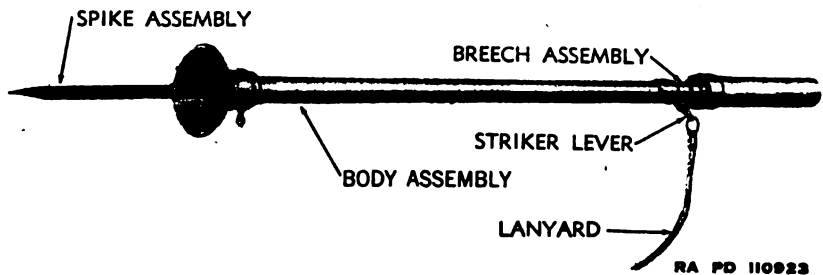 SPIKE ASSEMBLY
BREECH ASSEMBLY
STRIKER LEVER
BODY ASSEMBLY
LANYARD
RA PD 110923